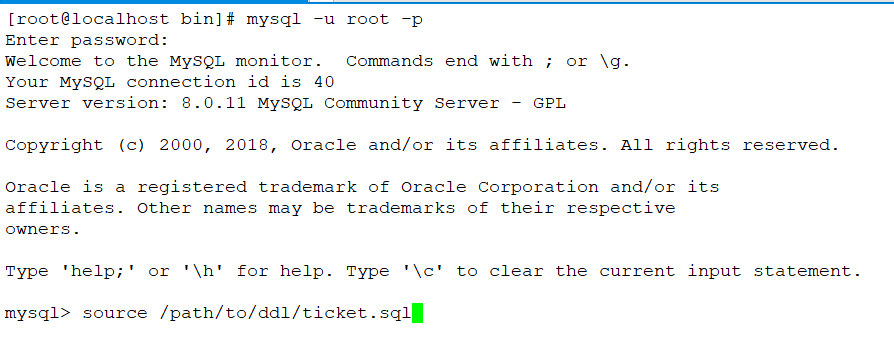 [root@localhost bin]# mysql -u root -p
Enter password:
Welcome to the MySQL monitor.  Commands end with ; or \g.
Your MySQL connection id is 40
Server version: 8.0.11 MySQL Community Server - GPL
Copyright (c) 2000, 2018, Oracle and/or its affiliates. All rights reserved.
Oracle is a registered trademark of Oracle Corporation and/or its
affiliates. Other names may be trademarks of their respective
owners.
Type 'help;' or '\h' for help. Type '\c' to clear the current input statement.
mysql> source /path/to/ddl/ticket.sql